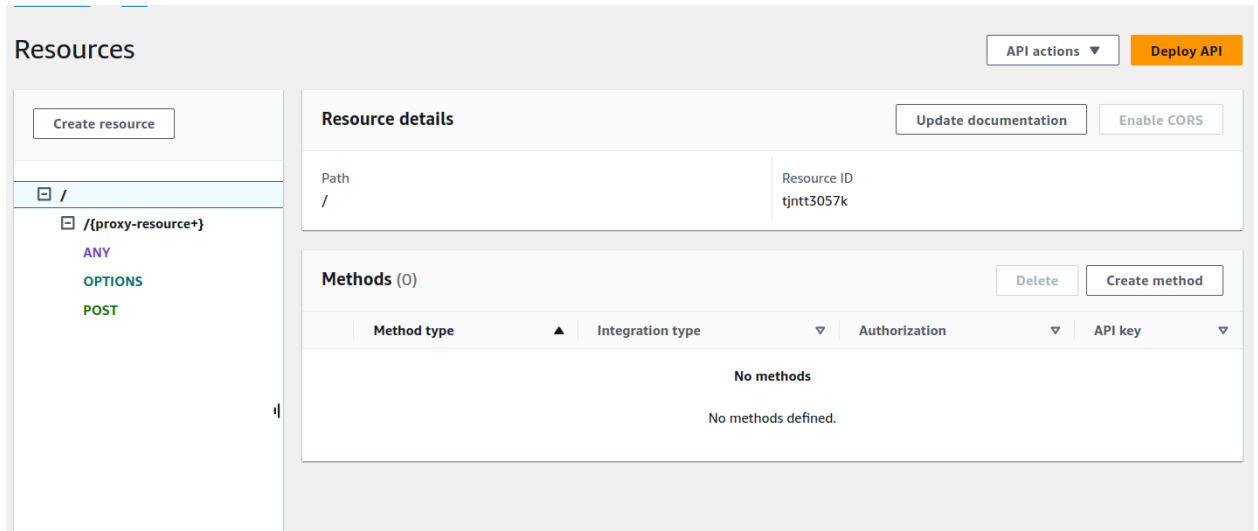 Resources
API actions ▼
Deploy API
Create resource
/
/{proxy-resource+}
ANY
OPTIONS
POST
Resource details
Update documentation
Enable CORS
Path
/
Resource ID
tjntt3057k
Methods (0)
Delete
Create method
Method type
Integration type
Authorization
API key
No methods
No methods defined.